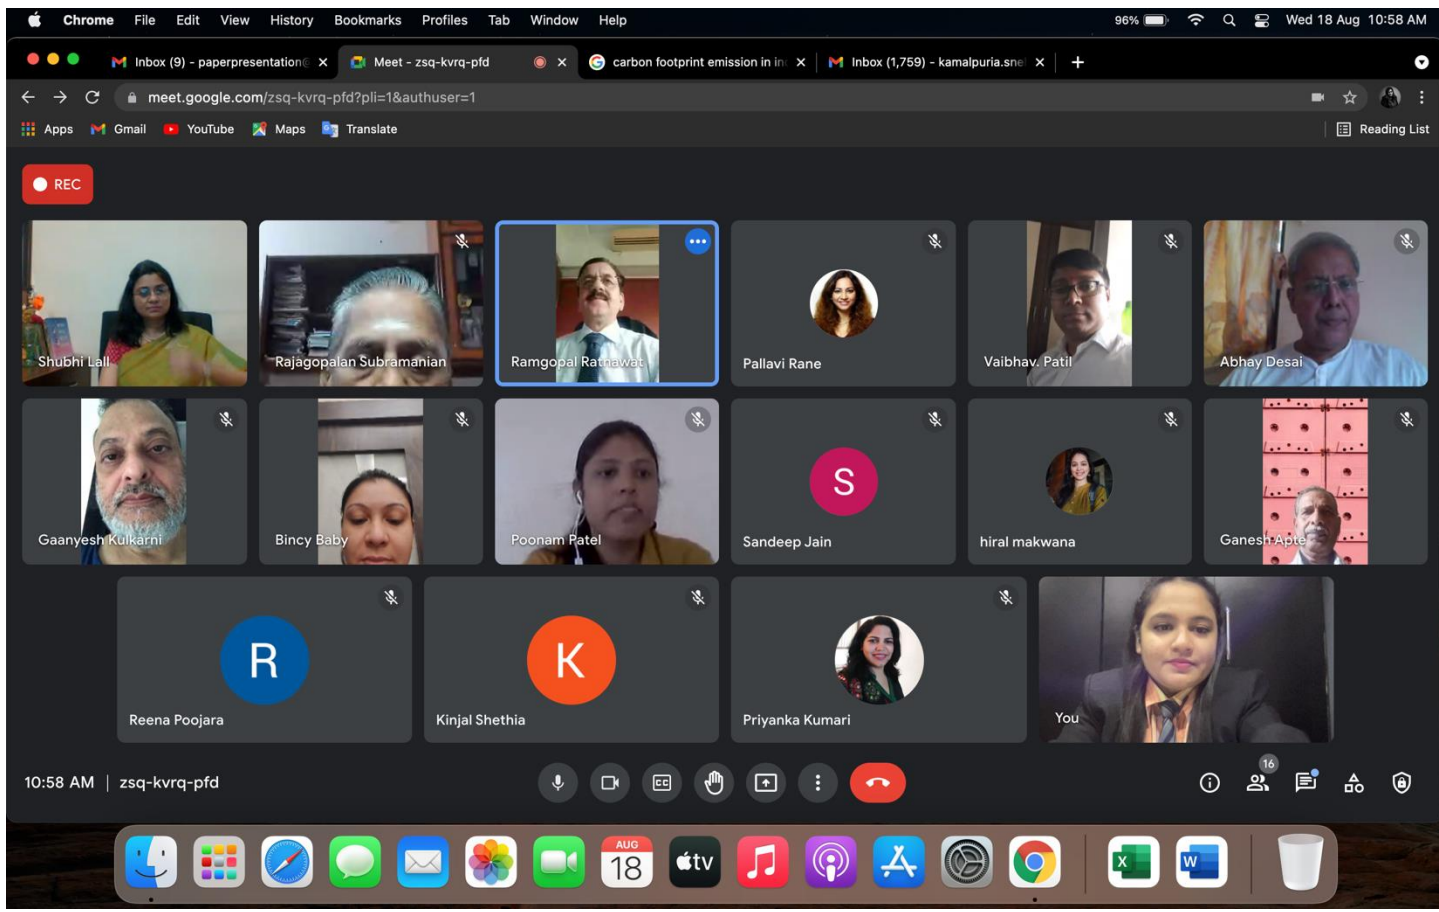 Chrome File Edit View History Bookmarks Profiles Tab Window Help 96% Wed 18 Aug 10:58 AM
Inbox (9) - paperpresentation@ Meet - zsq-kvrq-pfd carbon footprint emission in in Inbox (1,759) - kamalpuria.sne
meet.google.com/zsq-kvrq-pfd?pli=1&authuser=1
Apps Gmail YouTube Maps Translate Reading List
REC
Shubhi Lall Rajagopalan Subramanian Ramgopal Ratnawat Pallavi Rane Vaibhav. Patil Abhay Desai
S
Gaanyesh Kulkarni Bincy Baby Poonam Patel Sandeep Jain hiral makwana Ganesh Apte
R K
Reena Poojara Kinjal Shethia Priyanka Kumari You
10:58 AM | zsq-kvrq-pfd CC 16
AUG
18 tv X W